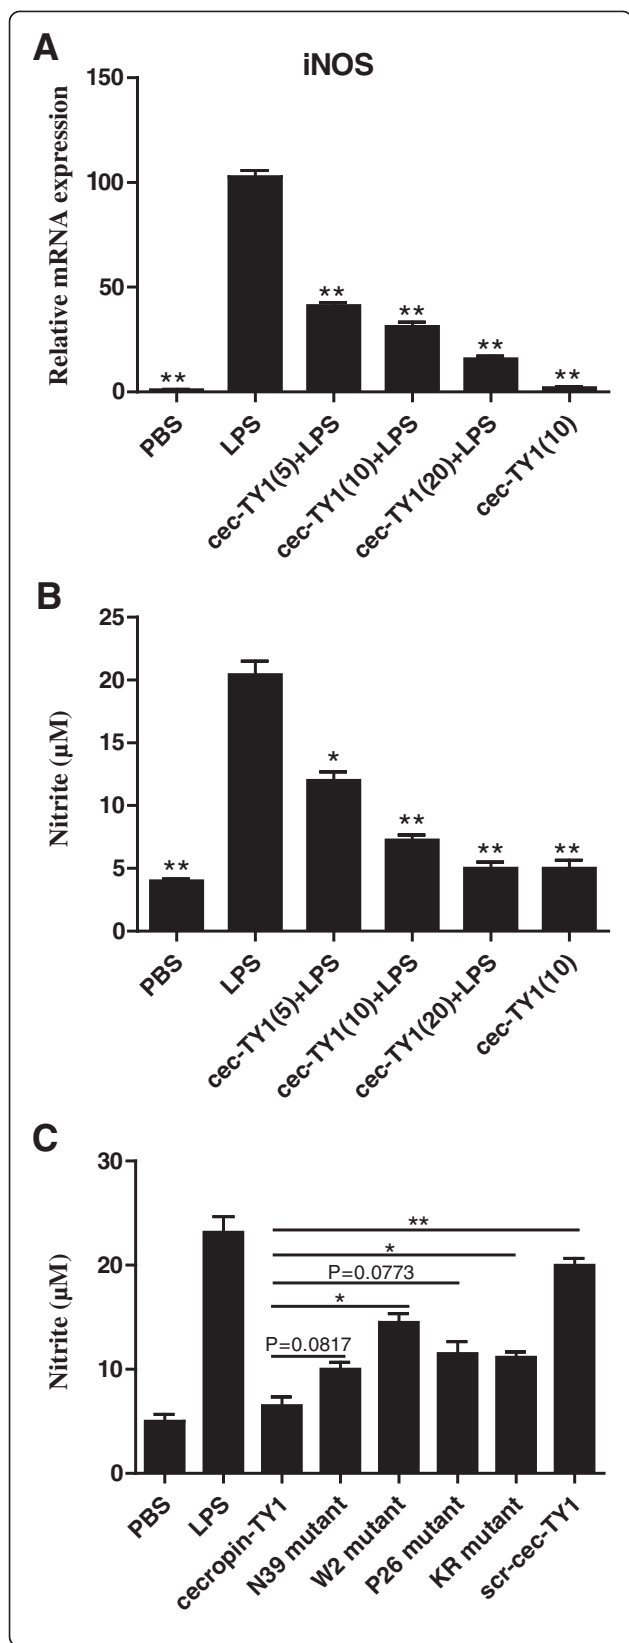 A
iNOS
Relative mRNA expression
150
100
50
0
**
**
**
**
**
PBS
LPS
cec-TY1(5)+LPS
cec-TY1(10)+LPS
cec-TY1(20)+LPS
cec-TY1(10)
B
Nitrite (µM)
25
20
15
10
5
0
**
*
**
**
**
PBS
LPS
cec-TY1(5)+LPS
cec-TY1(10)+LPS
cec-TY1(20)+LPS
cec-TY1(10)
C
Nitrite (µM)
30
20
10
0
**
*
P=0.0773
*
P=0.0817
PBS
LPS
cecropin-TY1
N39 mutant
W2 mutant
P26 mutant
KR mutant
scr-cec-TY1